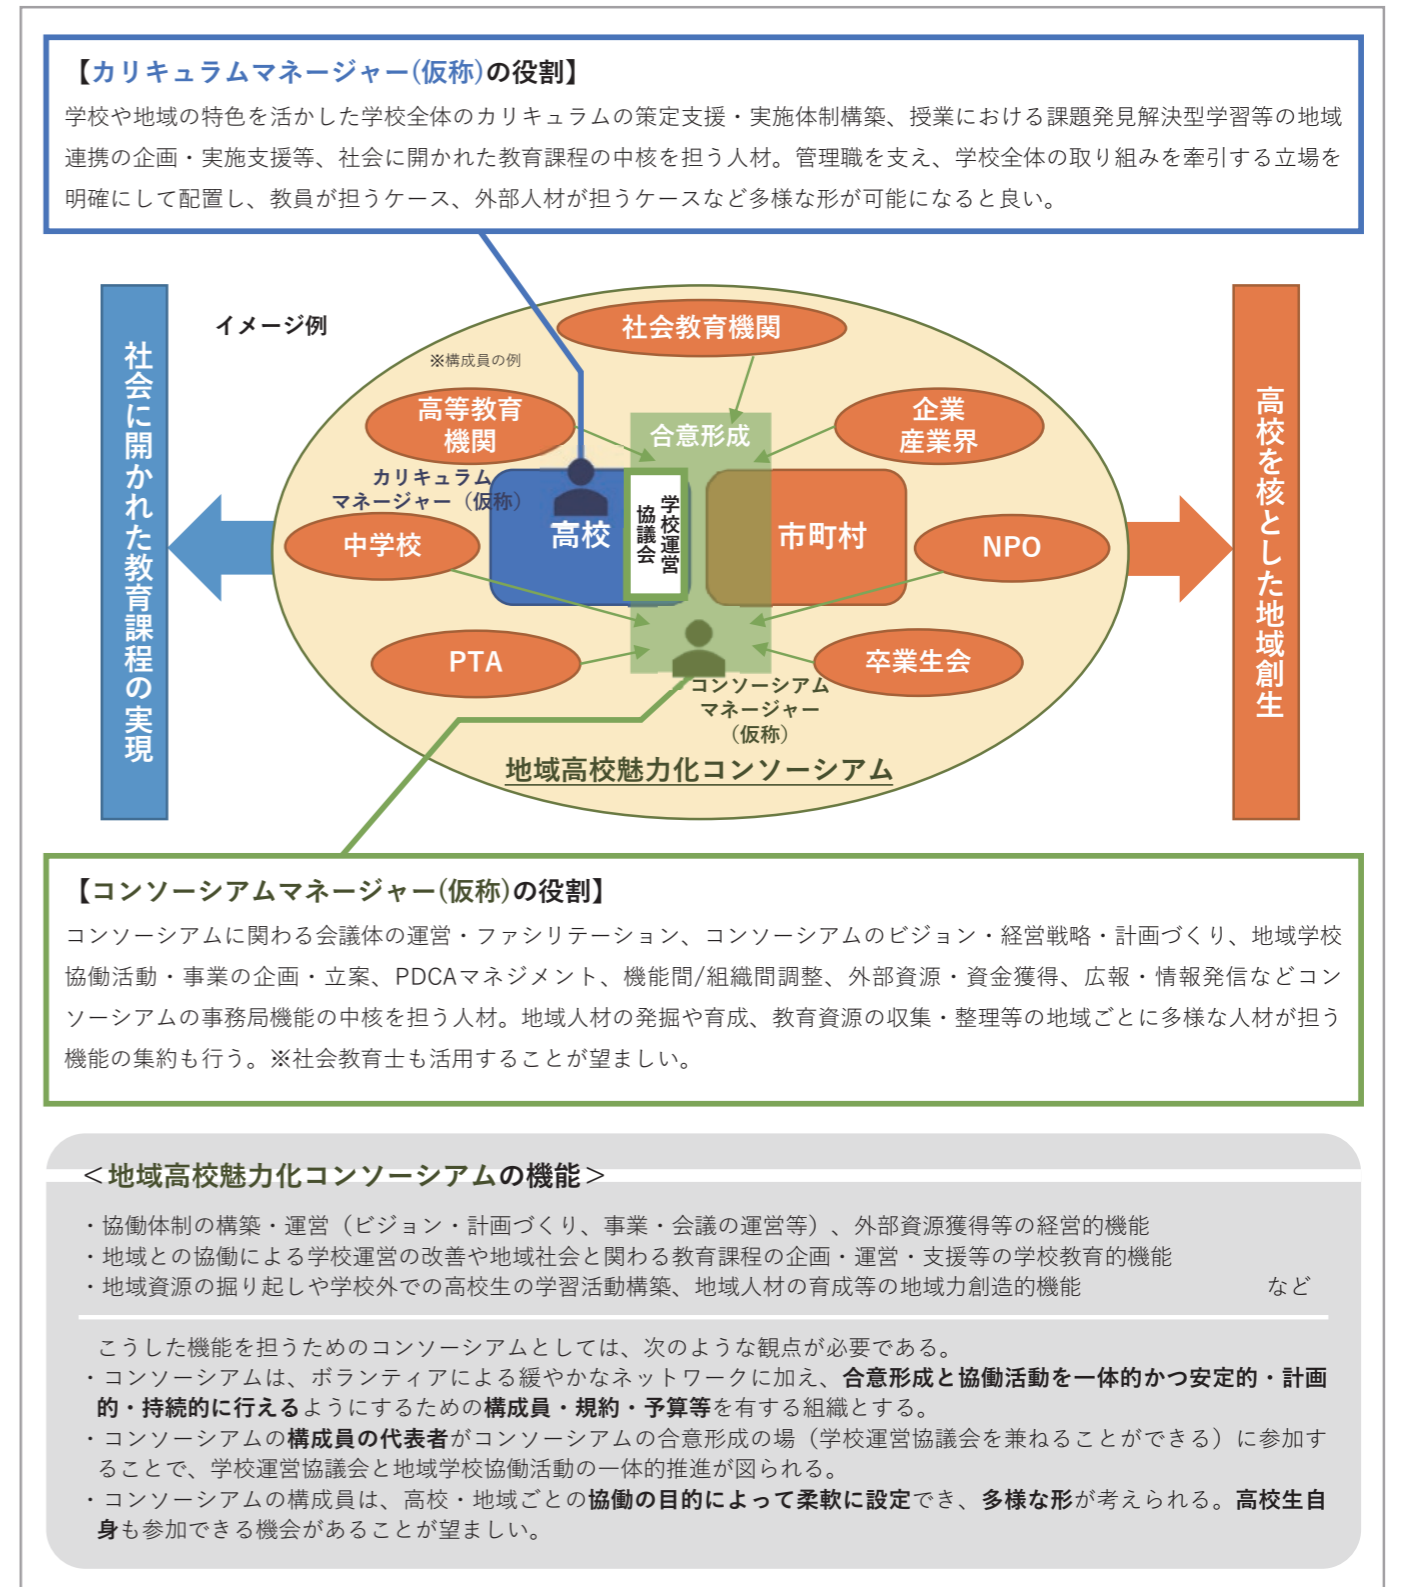 【カリキュラムマネージャー(仮称)の役割】
学校や地域の特色を活かした学校全体のカリキュラムの策定支援・実施体制構築、授業における課題発見解決型学習等の地域
連携の企画・実施支援等、社会に開かれた教育課程の中核を担う人材。管理職を支え、学校全体の取り組みを牽引する立場を
明確にして配置し、教員が担うケース、外部人材が担うケースなど多様な形が可能になると良い。
社会に開かれた教育課程の実現
イメージ例
※構成員の例
社会教育機関
高等教育
機関
合意形成
企業
産業界
カリキュラム
マネージャー（仮称）
高校
学校運営
協議会
市町村
中学校
NPO
PTA
卒業生会
コンソーシアム
マネージャー
（仮称）
地域高校魅力化コンソーシアム
高校を核とした地域創生
【コンソーシアムマネージャー(仮称)の役割】
コンソーシアムに関わる会議体の運営・ファシリテーション、コンソーシアムのビジョン・経営戦略・計画づくり、地域学校
協働活動・事業の企画・立案、PDCAマネジメント、機能間/組織間調整、外部資源・資金獲得、広報・情報発信などコン
ソーシアムの事務局機能の中核を担う人材。地域人材の発掘や育成、教育資源の収集・整理等の地域ごとに多様な人材が担う
機能の集約も行う。※社会教育士も活用することが望ましい。
＜地域高校魅力化コンソーシアムの機能＞
・協働体制の構築・運営（ビジョン・計画づくり、事業・会議の運営等）、外部資源獲得等の経営的機能
・地域との協働による学校運営の改善や地域社会と関わる教育課程の企画・運営・支援等の学校教育的機能
・地域資源の掘り起しや学校外での高校生の学習活動構築、地域人材の育成等の地域力創造的機能 など
こうした機能を担うためのコンソーシアムとしては、次のような観点が必要である。
・コンソーシアムは、ボランティアによる緩やかなネットワークに加え、合意形成と協働活動を一体的かつ安定的・計画
的・持続的に行えるようにするための構成員・規約・予算等を有する組織とする。
・コンソーシアムの構成員の代表者がコンソーシアムの合意形成の場（学校運営協議会を兼ねることができる）に参加す
ることで、学校運営協議会と地域学校協働活動の一体的推進が図られる。
・コンソーシアムの構成員は、高校・地域ごとの協働の目的によって柔軟に設定でき、多様な形が考えられる。高校生自
身も参加できる機会があることが望ましい。